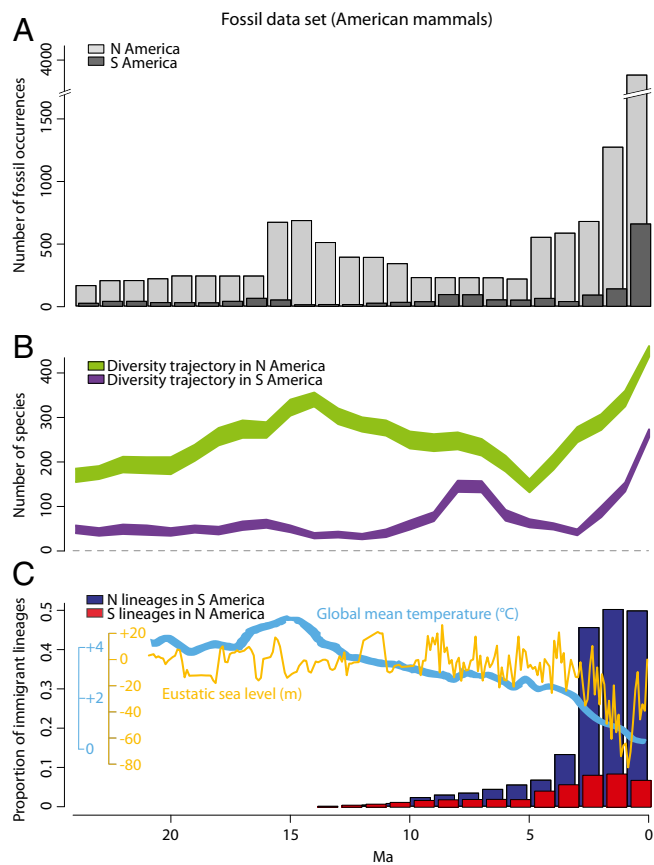 Fossil data set (American mammals)
A
N America
S America
Number of fossil occurrences
4000
1500
1000
500
0
B
Diversity trajectory in N America
Diversity trajectory in S America
Number of species
400
300
200
100
0
C
N lineages in S America
S lineages in N America
Global mean temperature (°C)
Eustatic sea level (m)
Proportion of immigrant lineages
0.5
0.4
0.3
0.2
0.1
0
+4
+2
0
+20
0
-20
-40
-60
-80
20 15 10 5 0
Ma